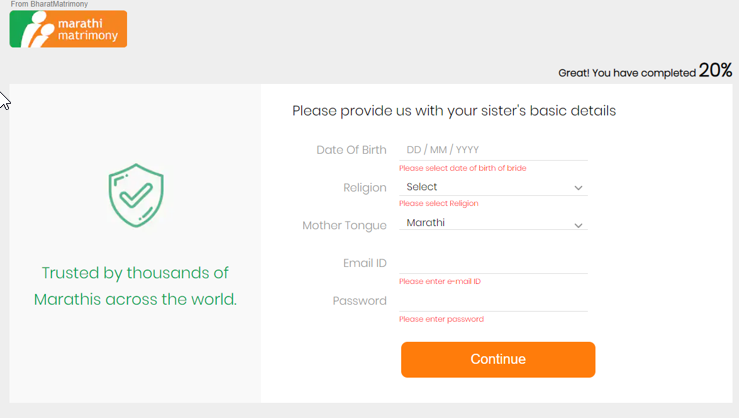 From BharatMatrimony
marathi
matrimony
Great! You have completed 20%
Please provide us with your sister's basic details
Date Of Birth DD / MM / YYYY
Please select date of birth of bride
Religion Select
Please select Religion
Mother Tongue Marathi
Email ID
Please enter e-mail ID
Password
Please enter password
Continue
Trusted by thousands of
Marathis across the world.